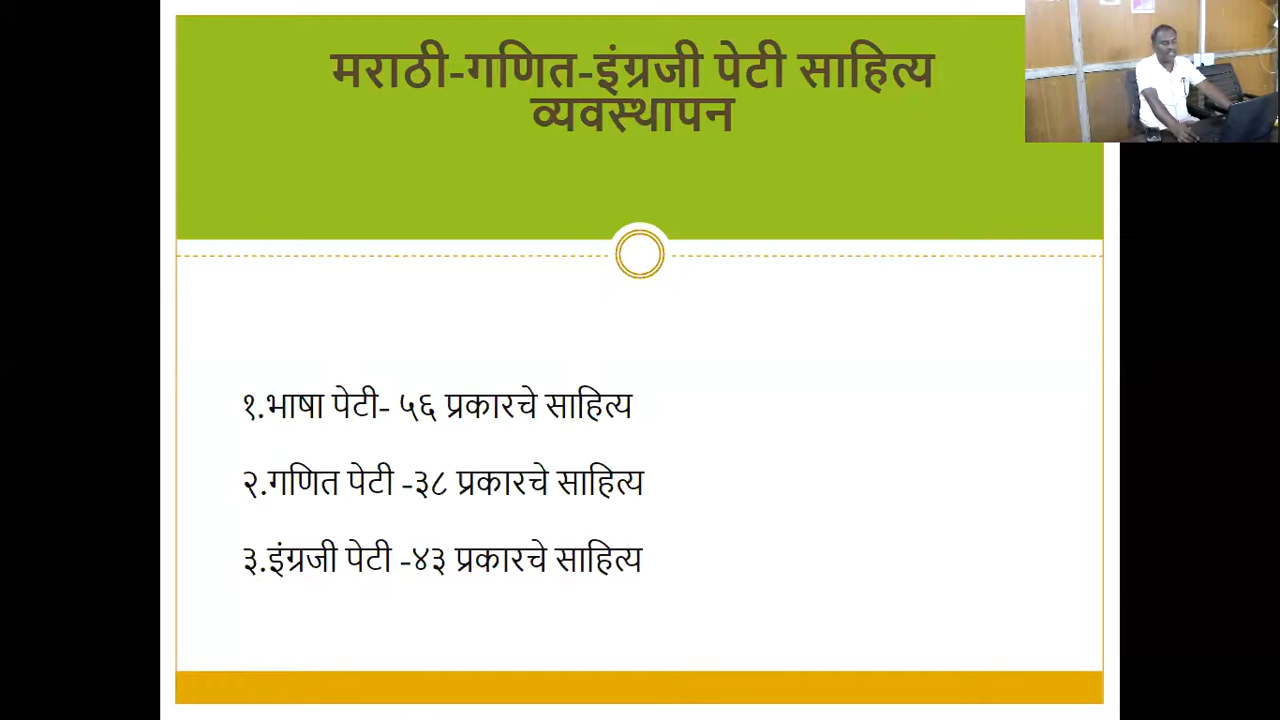 मराठी-गणित-इंग्रजी पेटी साहित्य
व्यवस्थापन
१.भाषा पेटी- ५६ प्रकारचे साहित्य
२.गणित पेटी -३८ प्रकारचे साहित्य
३.इंग्रजी पेटी -४३ प्रकारचे साहित्य